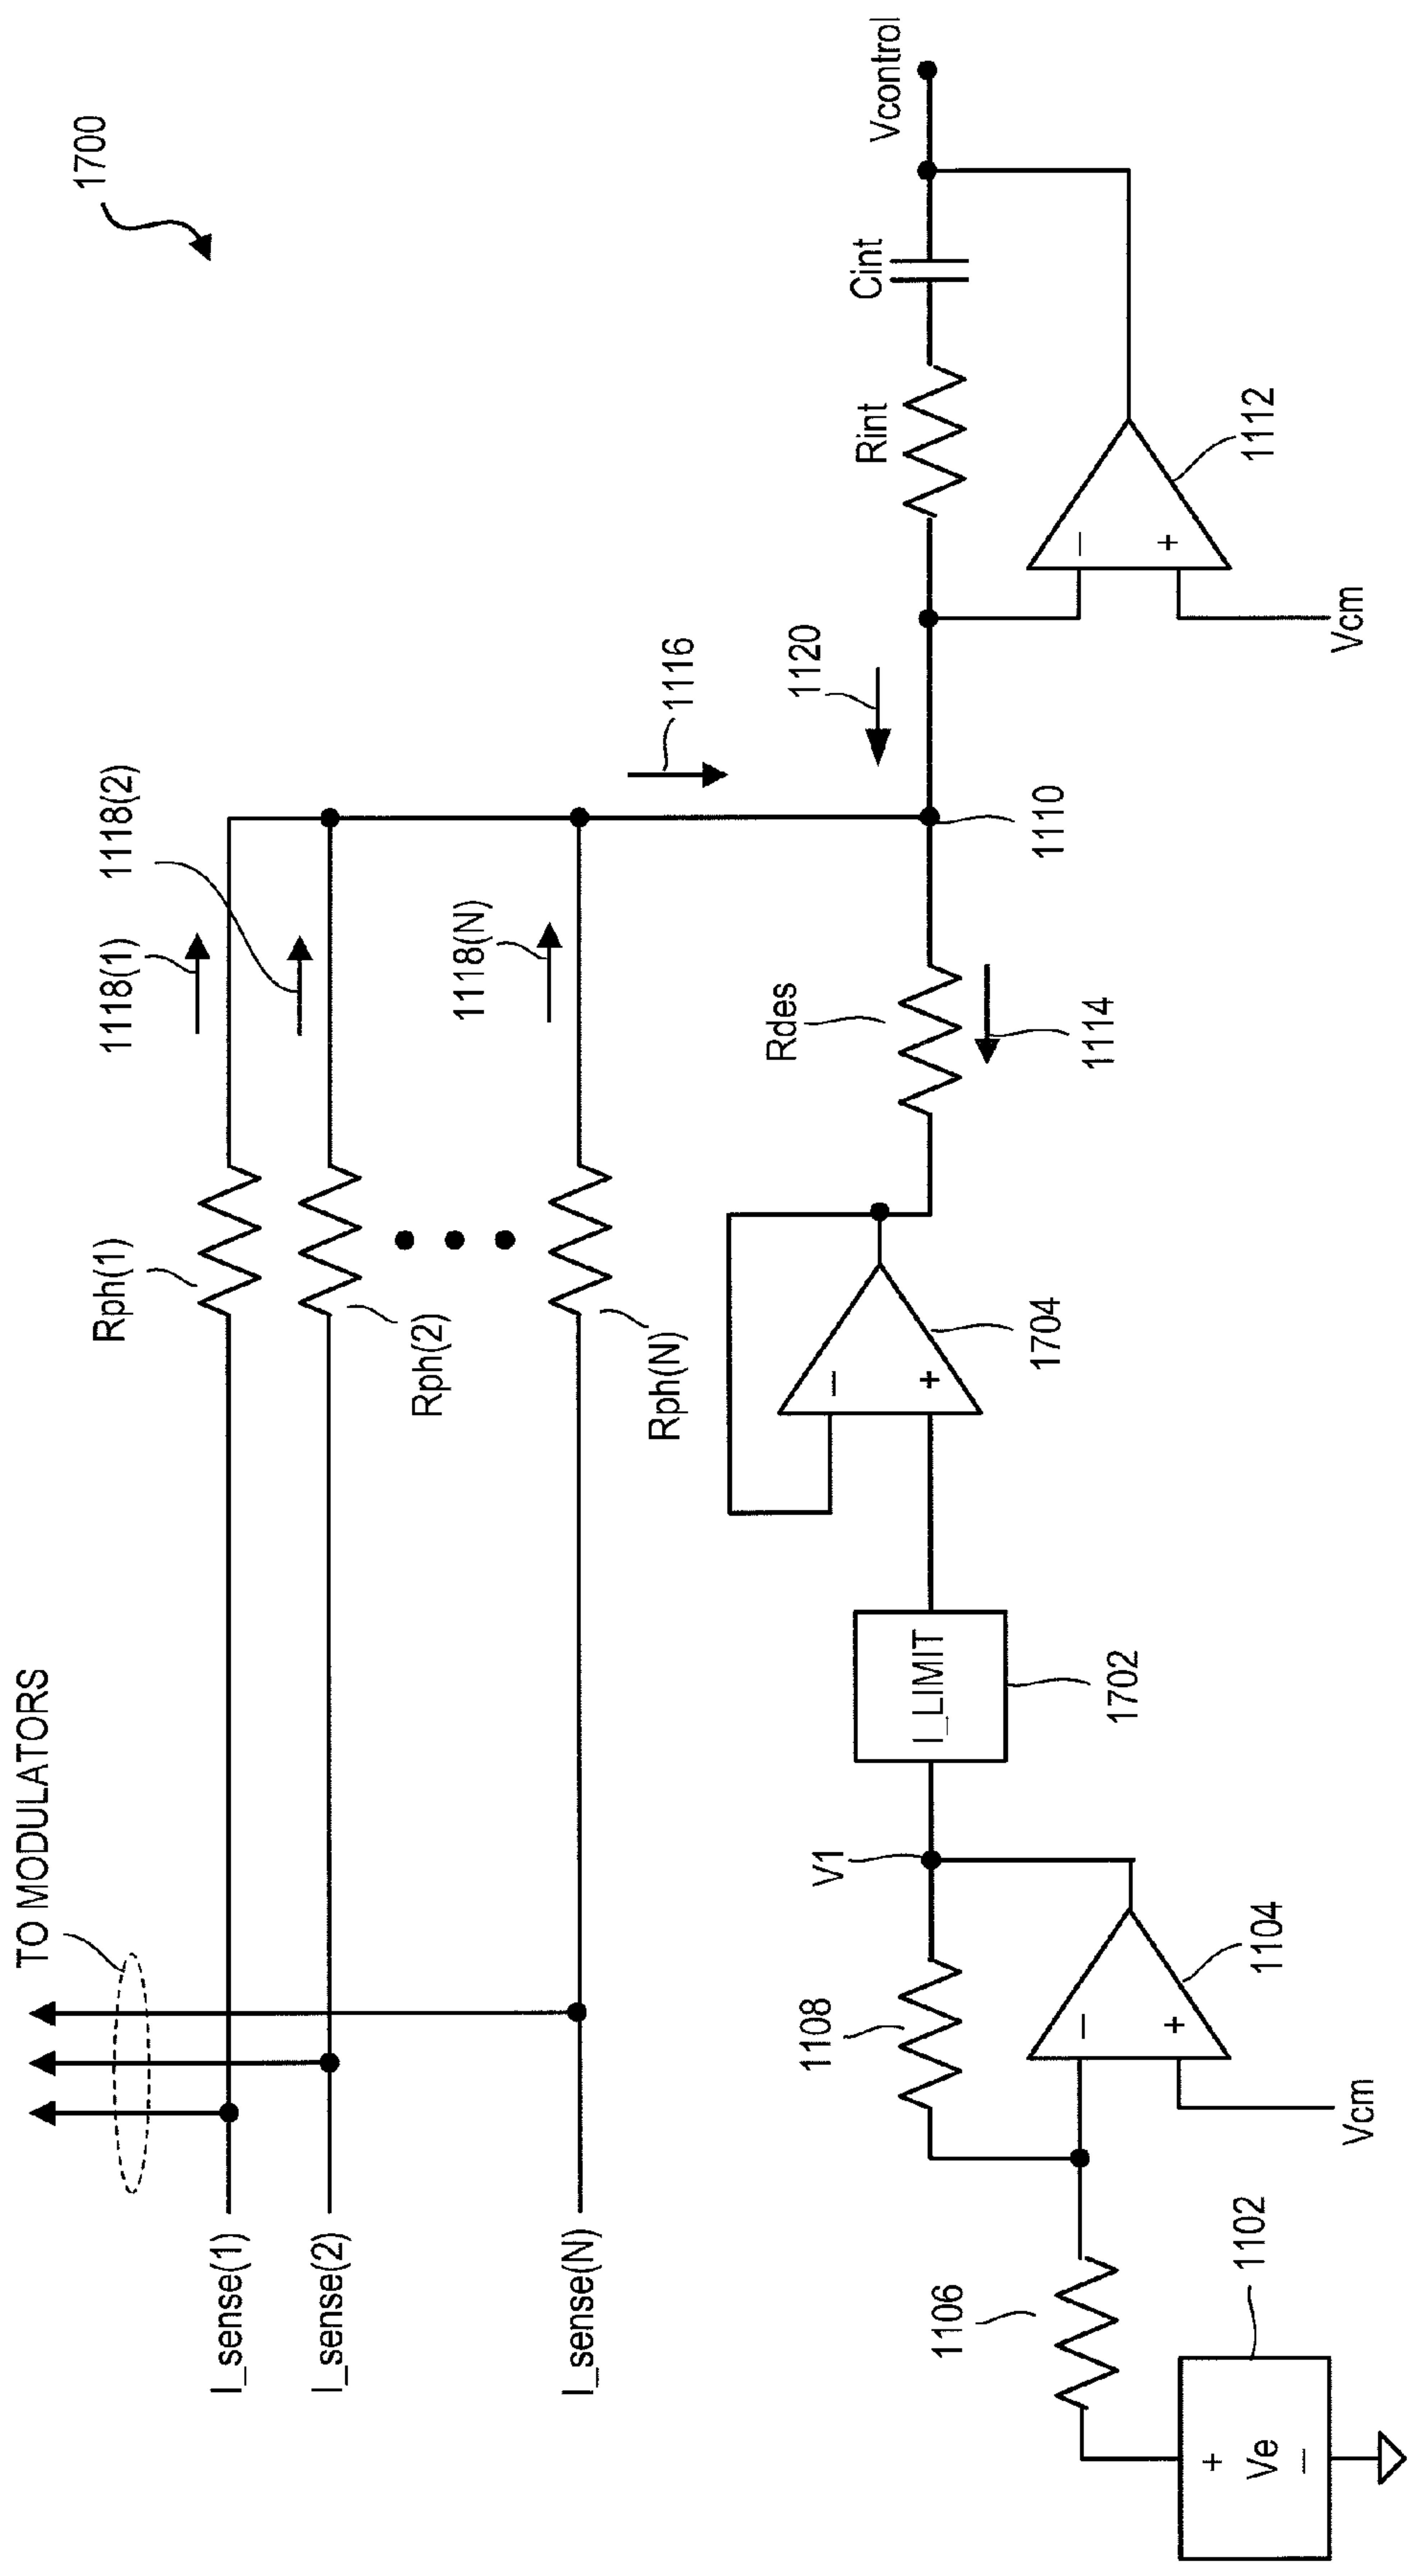 1700
TO MODULATORS
I_sense(1)
I_sense(2)
I_sense(N)
Rph(1)
Rph(2)
Rph(N)
1118(1)
1118(2)
1118(N)
1116
1120
1110
Rdes
1114
Rint
Cint
Vcontrol
−
+
1112
Vcm
−
+
1704
I_LIMIT
1702
V1
1108
−
+
1104
Vcm
1106
+
Ve
−
1102